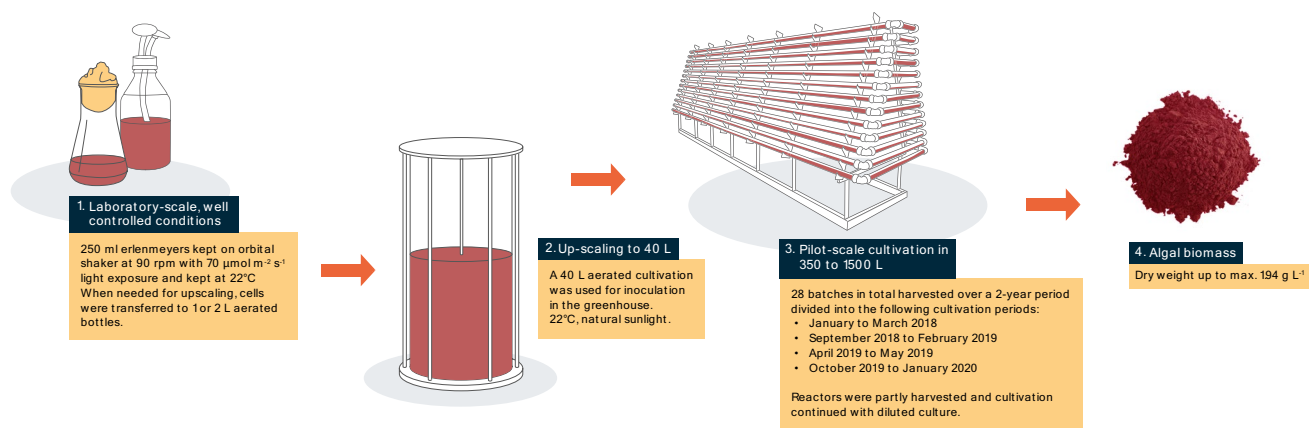 1. Laboratory-scale, well
controlled conditions
250 ml erlenmeyers kept on orbital
shaker at 90 rpm with 70 µmol m⁻² s⁻¹
light exposure and kept at 22°C
When needed for upscaling, cells
were transferred to 1 or 2 L aerated
bottles.
2. Up-scaling to 40 L
A 40 L aerated cultivation
was used for inoculation
in the greenhouse.
22°C, natural sunlight.
3. Pilot-scale cultivation in
350 to 1500 L
28 batches in total harvested over a 2-year period
divided into the following cultivation periods:
• January to March 2018
• September 2018 to February 2019
• April 2019 to May 2019
• October 2019 to January 2020
Reactors were partly harvested and cultivation
continued with diluted culture.
4. Algal biomass
Dry weight up to max. 1.94 g L⁻¹